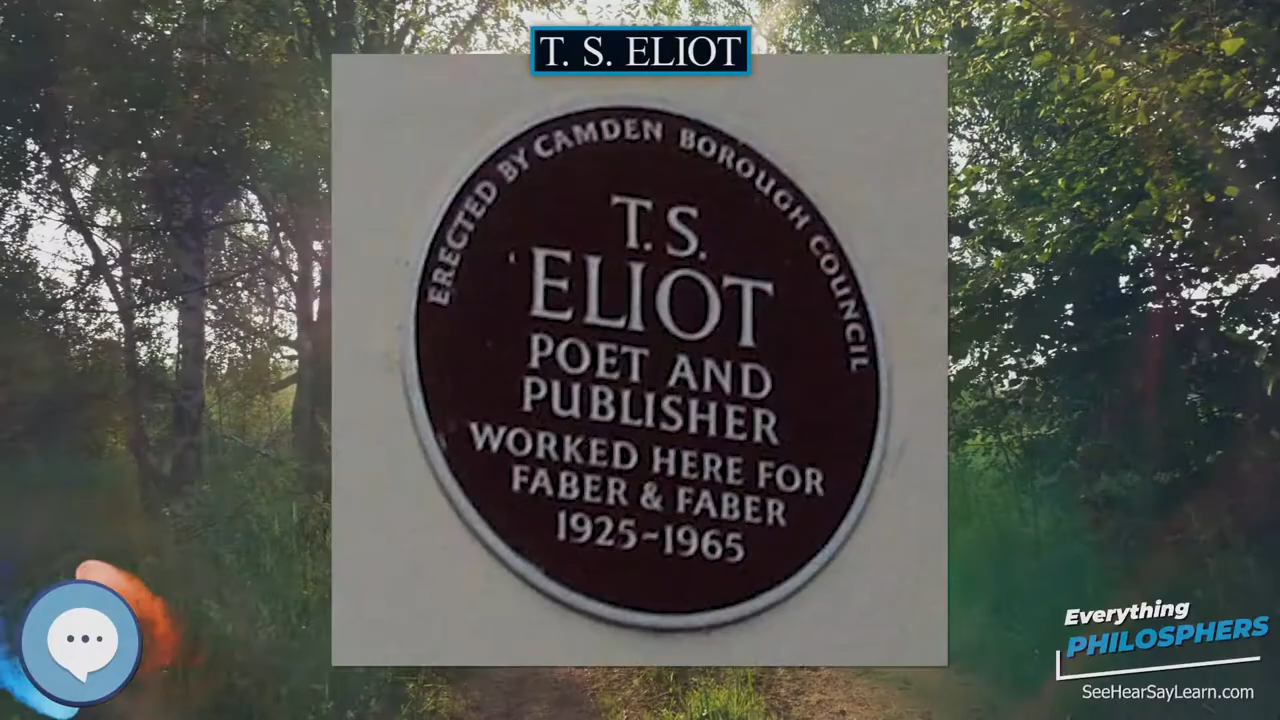 T. S. ELIOT
ERECTED BY CAMDEN BOROUGH COUNCIL
T. S.
ELIOT
POET AND
PUBLISHER
WORKED HERE FOR
FABER & FABER
1925~1965
Everything
PHILOSPHERS
SeeHearSayLearn.com